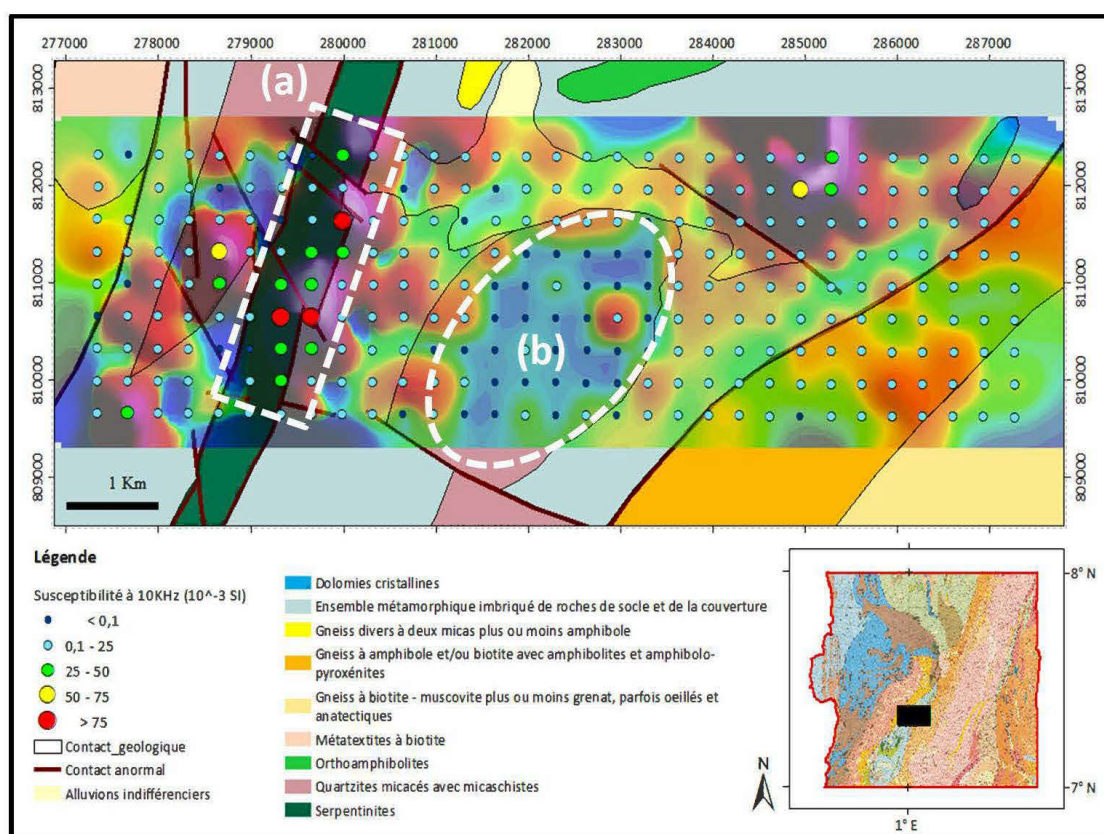 277000 278000 279000 280000 281000 282000 283000 284000 285000 286000 287000
813000 813000
(a)
812000 812000
811000 811000
(b)
810000 810000
809000 809000
1 Km
Légende
Susceptibilité à 10KHz (10^-3 SI)
< 0,1
0,1 - 25
25 - 50
50 - 75
> 75
Contact_geologique
Contact anormal
Alluvions indifférenciers
Dolomies cristallines
Ensemble métamorphique imbriqué de roches de socle et de la couverture
Gneiss divers à deux micas plus ou moins amphibole
Gneiss à amphibole et/ou biotite avec amphibolites et amphibolo-
pyroxénites
Gneiss à biotite - muscovite plus ou moins grenat, parfois oeillés et
anatectiques
Métatextites à biotite
Orthoamphibolites
Quartzites micacés avec micaschistes
Serpentinites
N
8° N
7° N
1° E